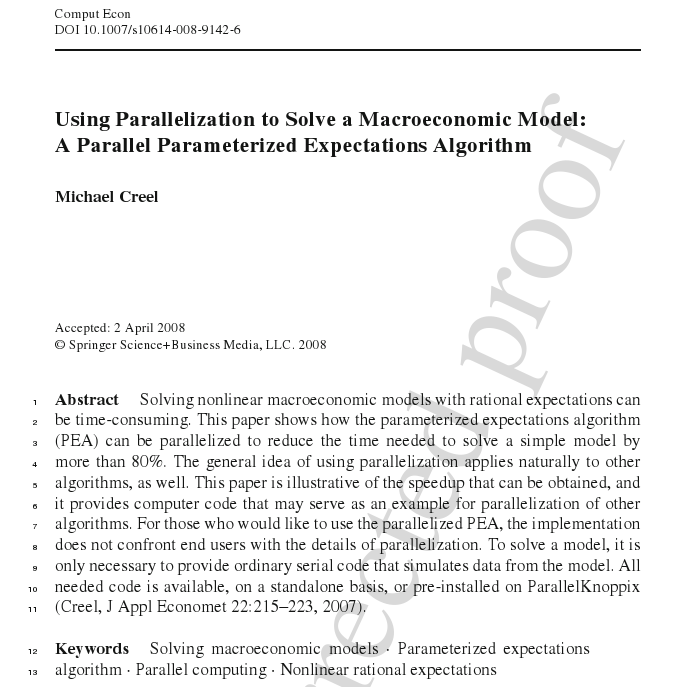 Comput Econ
DOI 10.1007/s10614-008-9142-6
Using Parallelization to Solve a Macroeconomic Model:
A Parallel Parameterized Expectations Algorithm
Michael Creel
Accepted: 2 April 2008
© Springer Science+Business Media, LLC. 2008
1 Abstract Solving nonlinear macroeconomic models with rational expectations can
2 be time-consuming. This paper shows how the parameterized expectations algorithm
3 (PEA) can be parallelized to reduce the time needed to solve a simple model by
4 more than 80%. The general idea of using parallelization applies naturally to other
5 algorithms, as well. This paper is illustrative of the speedup that can be obtained, and
6 it provides computer code that may serve as an example for parallelization of other
7 algorithms. For those who would like to use the parallelized PEA, the implementation
8 does not confront end users with the details of parallelization. To solve a model, it is
9 only necessary to provide ordinary serial code that simulates data from the model. All
10 needed code is available, on a standalone basis, or pre-installed on ParallelKnoppix
11 (Creel, J Appl Economet 22:215–223, 2007).
12 Keywords Solving macroeconomic models · Parameterized expectations
13 algorithm · Parallel computing · Nonlinear rational expectations
rrected proof